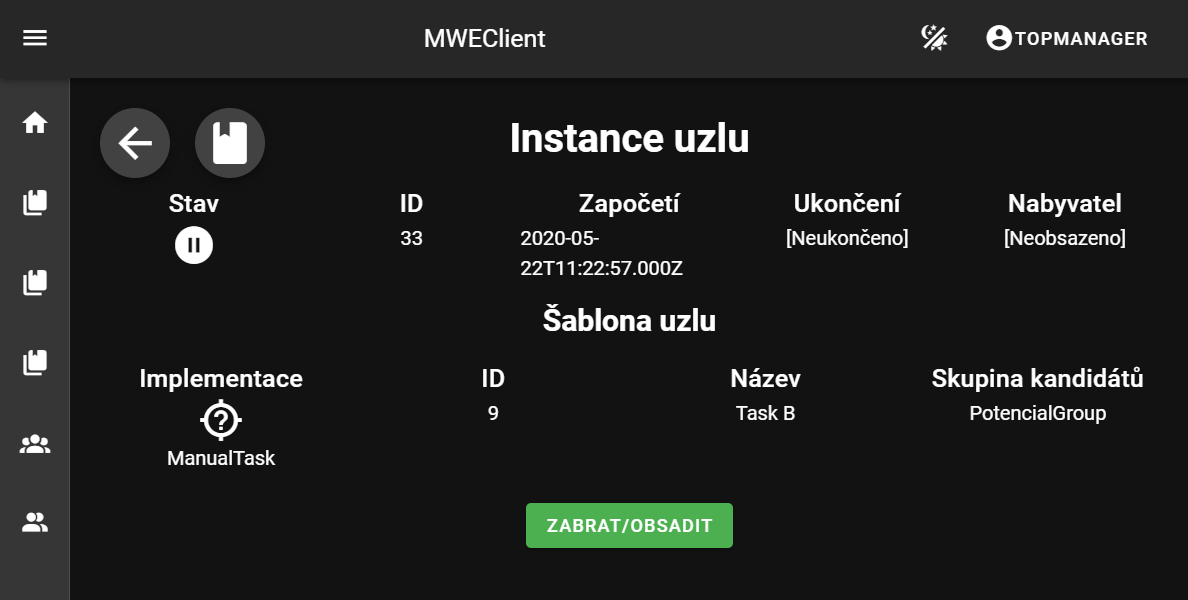 MWEClient
TOPMANAGER
Instance uzlu
Stav
ID
Započetí
Ukončení
Nabyvatel
33
2020-05-
22T11:22:57.000Z
[Neukončeno]
[Neobsazeno]
Šablona uzlu
Implementace
ID
Název
Skupina kandidátů
?
ManualTask
9
Task B
PotencialGroup
ZABRAT/OBSADIT